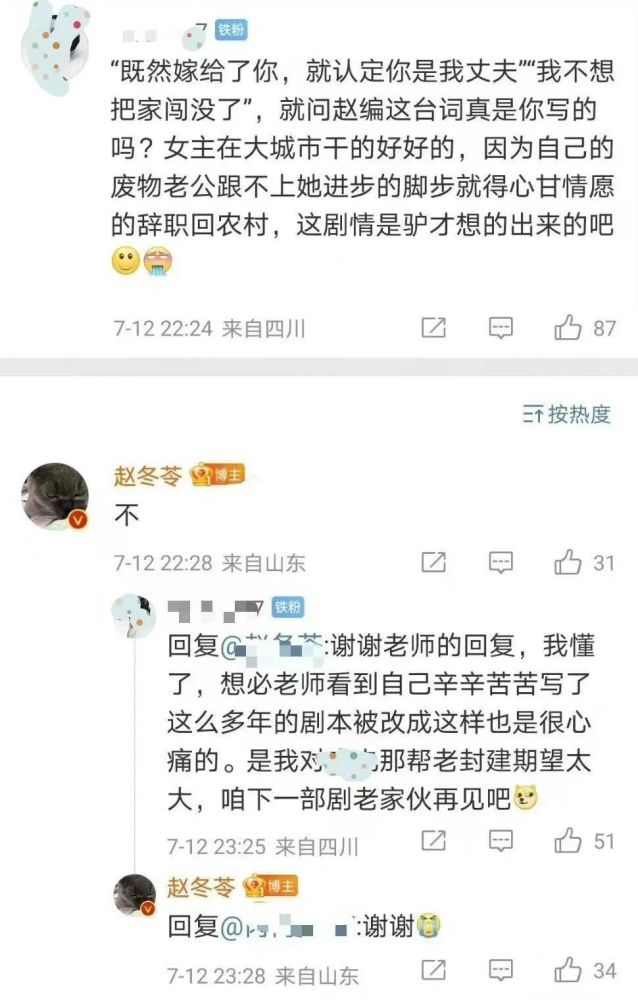 铁粉
“既然嫁给了你，就认定你是我丈夫”“我不想
把家闯没了”，就问赵编这台词真是你写的
吗？女主在大城市干的好好的，因为自己的
废物老公跟不上她进步的脚步就得心甘情愿
的辞职回农村，这剧情是驴才想的出来的吧
7-12 22:24 来自四川 87
按热度
赵冬苓 博主
不
7-12 22:28 来自山东 31
铁粉
回复@赵冬苓:谢谢老师的回复，我懂
了，想必老师看到自己辛辛苦苦写了
这么多年的剧本被改成这样也是很心
痛的。是我对那帮老封建期望太
大，咱下一部剧老家伙再见吧
7-12 23:25 来自四川 51
赵冬苓 博主
回复@:谢谢
7-12 23:28 来自山东 34